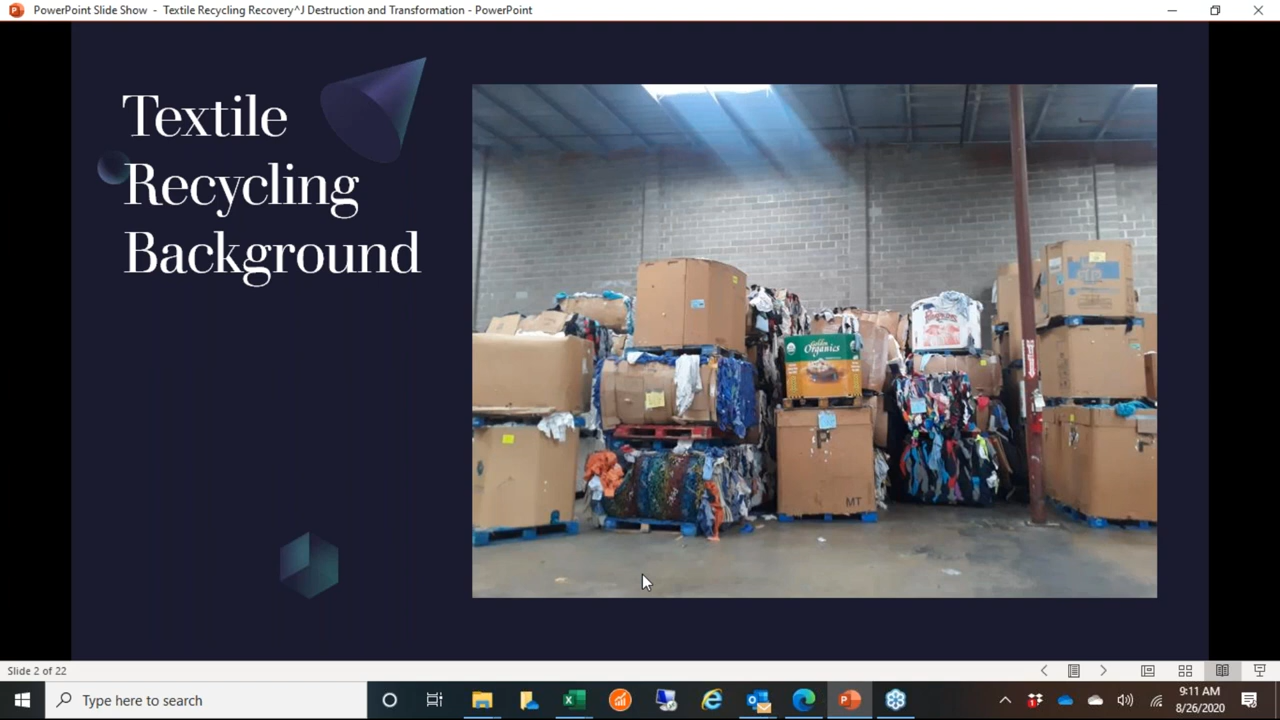 PowerPoint Slide Show - Textile Recycling Recovery^J Destruction and Transformation - PowerPoint
Textile
Recycling
Background
Organics
MT
Slide 2 of 22
Type here to search
9:11 AM
8/26/2020